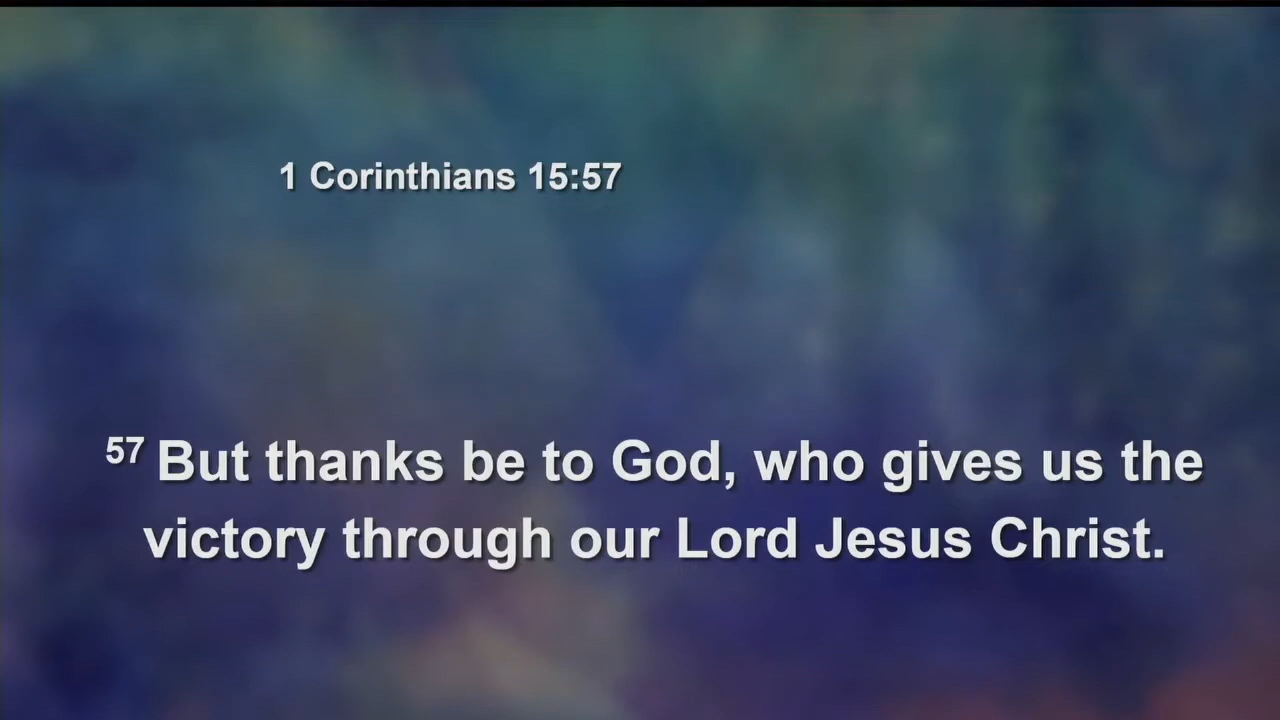 1 Corinthians 15:57
57 But thanks be to God, who gives us the
victory through our Lord Jesus Christ.